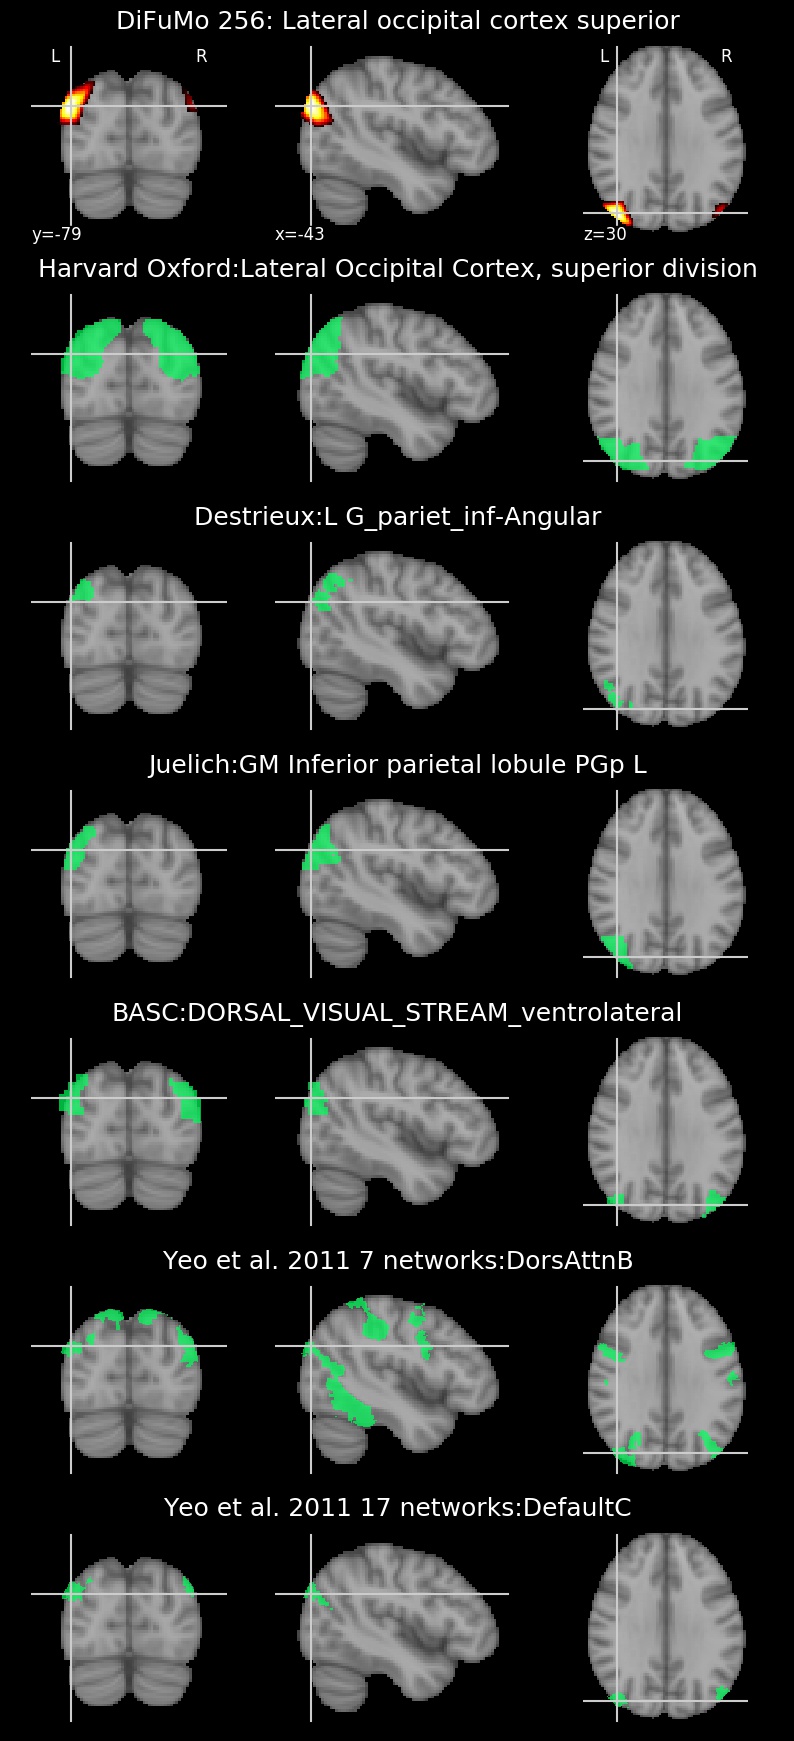 DiFuMo 256: Lateral occipital cortex superior
L R L R
y=-79 x=-43 z=30
Harvard Oxford:Lateral Occipital Cortex, superior division
Destrieux:L G_pariet_inf-Angular
Juelich:GM Inferior parietal lobule PGp L
BASC:DORSAL_VISUAL_STREAM_ventrolateral
Yeo et al. 2011 7 networks:DorsAttnB
Yeo et al. 2011 17 networks:DefaultC